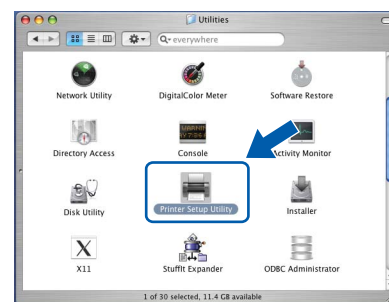 Utilities
Q- everywhere
Network Utility
DigitalColor Meter
Software Restore
Directory Access
Console
Activity Monitor
Disk Utility
Printer Setup Utility
Installer
X11
StuffIt Expander
ODBC Administrator
1 of 30 selected, 11.4 GB available